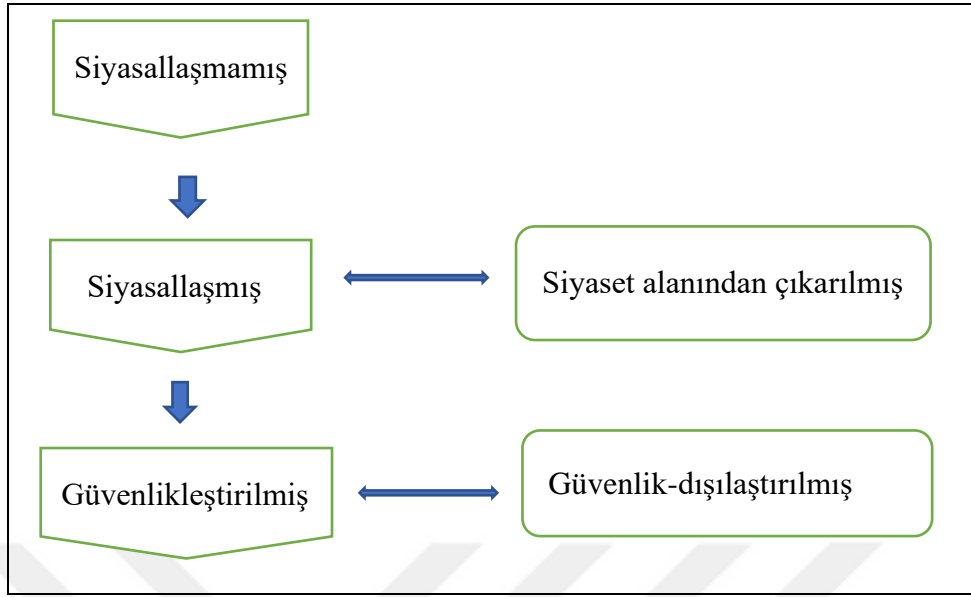 Siyasallaşmamış
Siyasallaşmış
Siyaset alanından çıkarılmış
Güvenlikleştirilmiş
Güvenlik-dışılaştırılmış